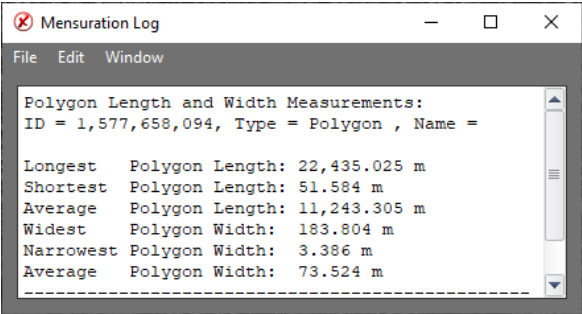 Mensuration Log
File Edit Window
Polygon Length and Width Measurements:
ID = 1,577,658,094, Type = Polygon , Name =
Longest Polygon Length: 22,435.025 m
Shortest Polygon Length: 51.584 m
Average Polygon Length: 11,243.305 m
Widest Polygon Width: 183.804 m
Narrowest Polygon Width: 3.386 m
Average Polygon Width: 73.524 m
------------------------------------------------